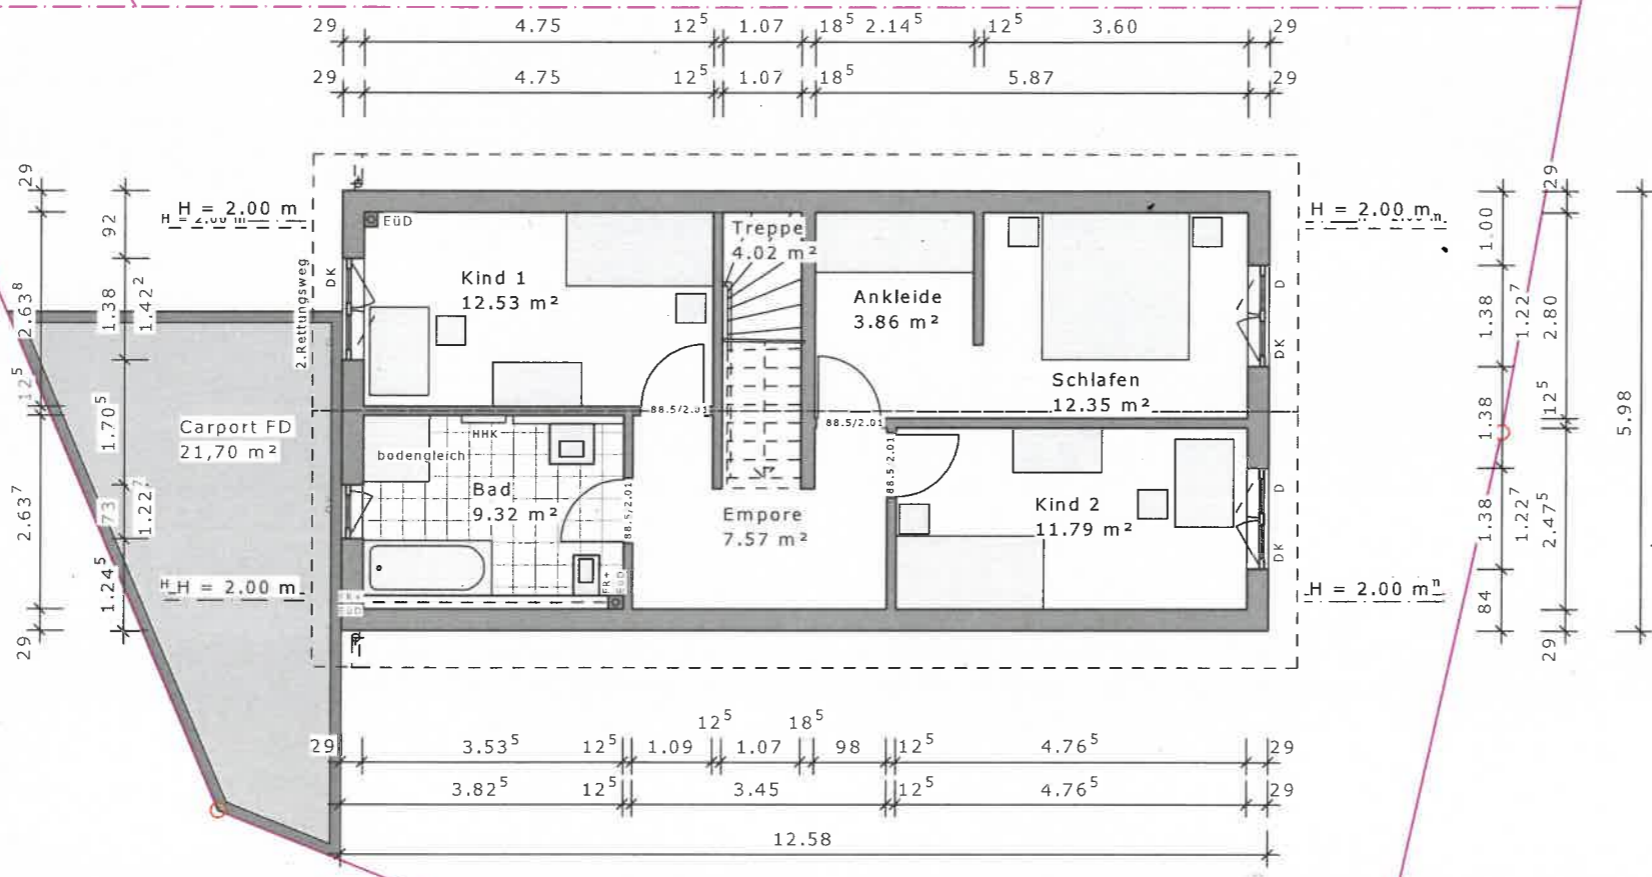 29 4.75 12⁵ 1.07 18⁵ 2.14⁵ 12⁵ 3.60 29
29 4.75 12⁵ 1.07 18⁵ 5.87 29
29
92
2.63⁸
1.38
1.42²
12⁵
1.70⁵
2.63⁷
73
1.22⁷
1.24⁵
29
H = 2.00 m
H = 2.00 m
H = 2.00 m
H = 2.00 m
2.Rettungsweg
DK
EüD
Kind 1
12.53 m²
Treppe
4.02 m²
Ankleide
3.86 m²
Schlafen
12.35 m²
D
DK
88.5/2.01
88.5/2.01
88.5/2.01
88.5/2.01
Carport FD
21,70 m²
HHK
bodengleich
Bad
9.32 m²
FR+
EüD
EüD
Empore
7.57 m²
Kind 2
11.79 m²
D
DK
29
1.00
1.38
1.22⁷
2.80
1.38
12⁵
5.98
1.38
1.22⁷
2.475
84
29
12⁵ 18⁵
29 3.53⁵ 12⁵ 1.09 1.07 98 12⁵ 4.76⁵ 29
3.82⁵ 12⁵ 3.45 12⁵ 4.76⁵ 29
12.58